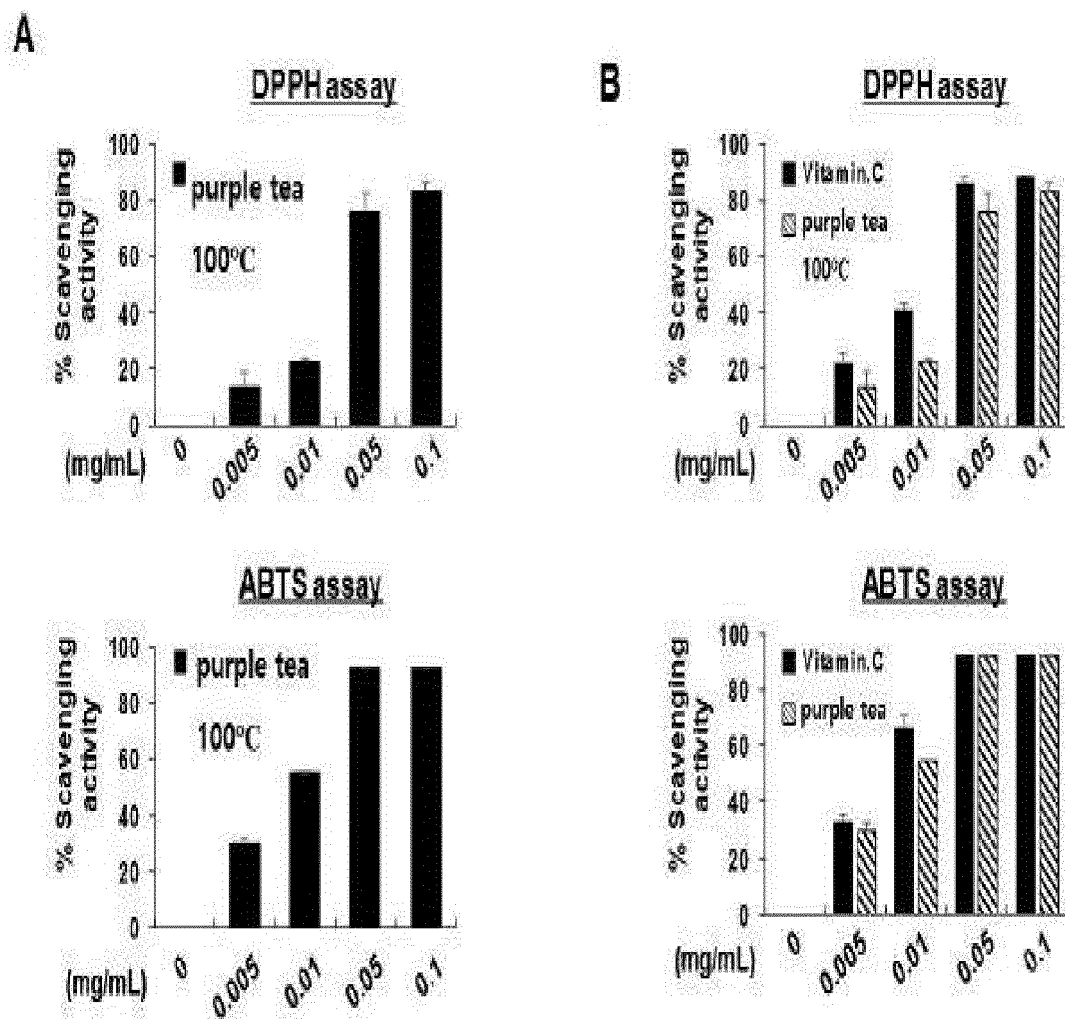 A
DPPH assay
% Scavenging
activity
100
80
60
40
20
0
purple tea
100℃
(mg/mL)
0
0.005
0.01
0.05
0.1
B
DPPH assay
% Scavenging
activity
100
80
60
40
20
0
Vitamin.C
purple tea
100℃
0
0.005
0.01
0.05
0.1
(mg/mL)
ABTS assay
% Scavenging
activity
100
80
60
40
20
0
purple tea
100℃
(mg/mL)
0
0.005
0.01
0.05
0.1
ABTS assay
% Scavenging
activity
100
80
60
40
20
0
Vitamin.C
purple tea
(mg/mL)
0
0.005
0.01
0.05
0.1